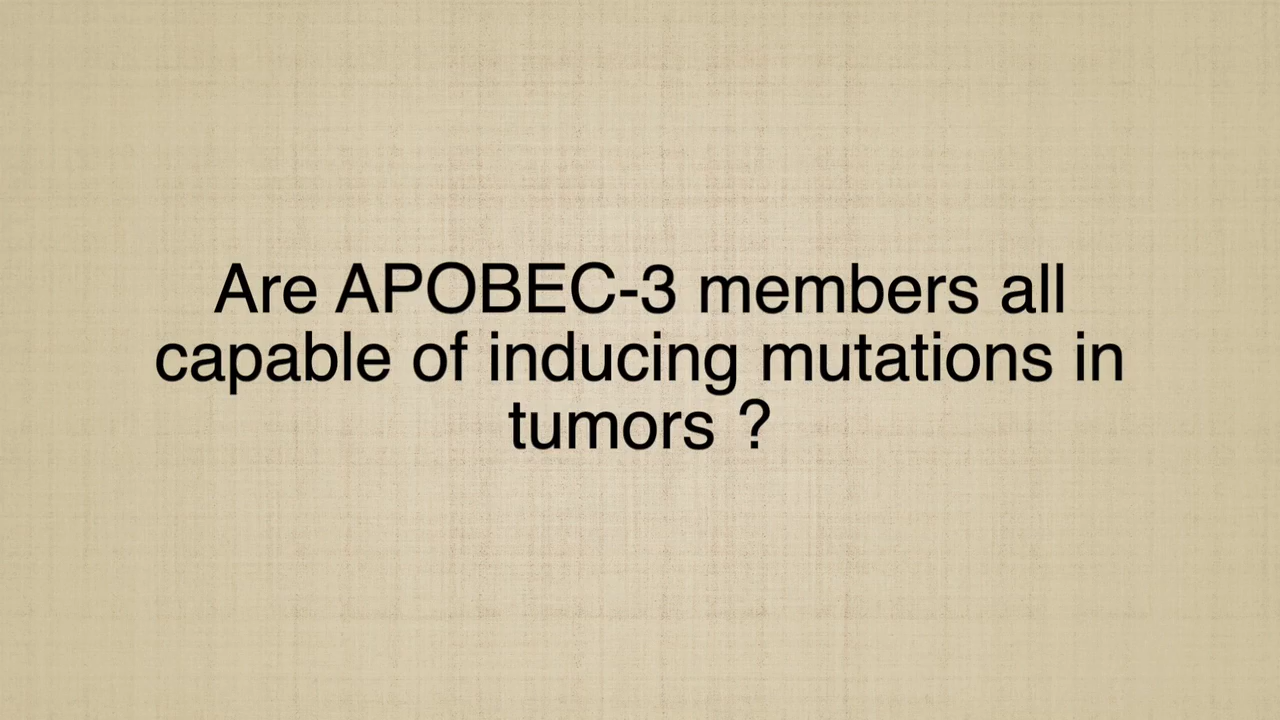 Are APOBEC-3 members all
capable of inducing mutations in
tumors ?